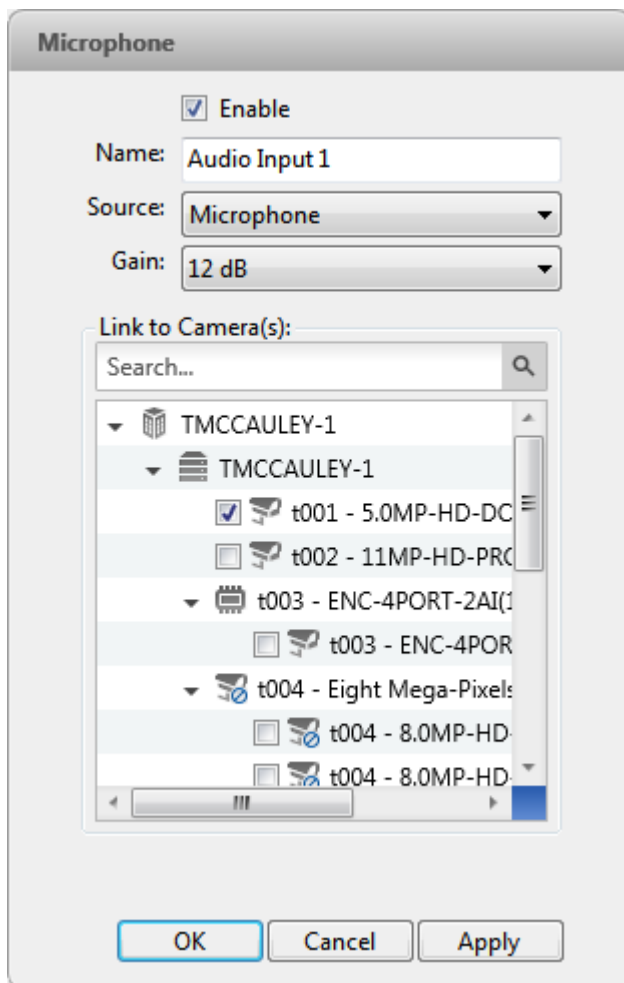 Microphone
Enable
Name: Audio Input 1
Source: Microphone
Gain: 12 dB
Link to Camera(s):
Search...
TMCCAULEY-1
TMCCAULEY-1
t001 - 5.0MP-HD-DO
t002 - 11MP-HD-PRO
t003 - ENC-4PORT-2AI(1
t003 - ENC-4POR
t004 - Eight Mega-Pixels
t004 - 8.0MP-HD-
t004 - 8.0MP-HD-
OK Cancel Apply